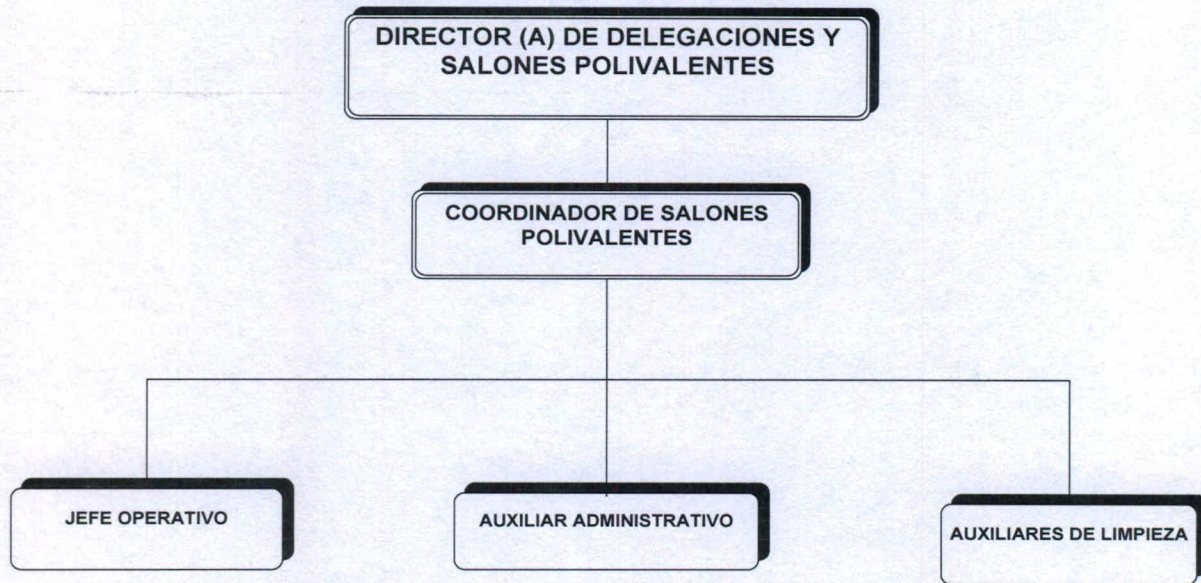 DIRECTOR (A) DE DELEGACIONES Y
SALONES POLIVALENTES
COORDINADOR DE SALONES
POLIVALENTES
JEFE OPERATIVO
AUXILIAR ADMINISTRATIVO
AUXILIARES DE LIMPIEZA